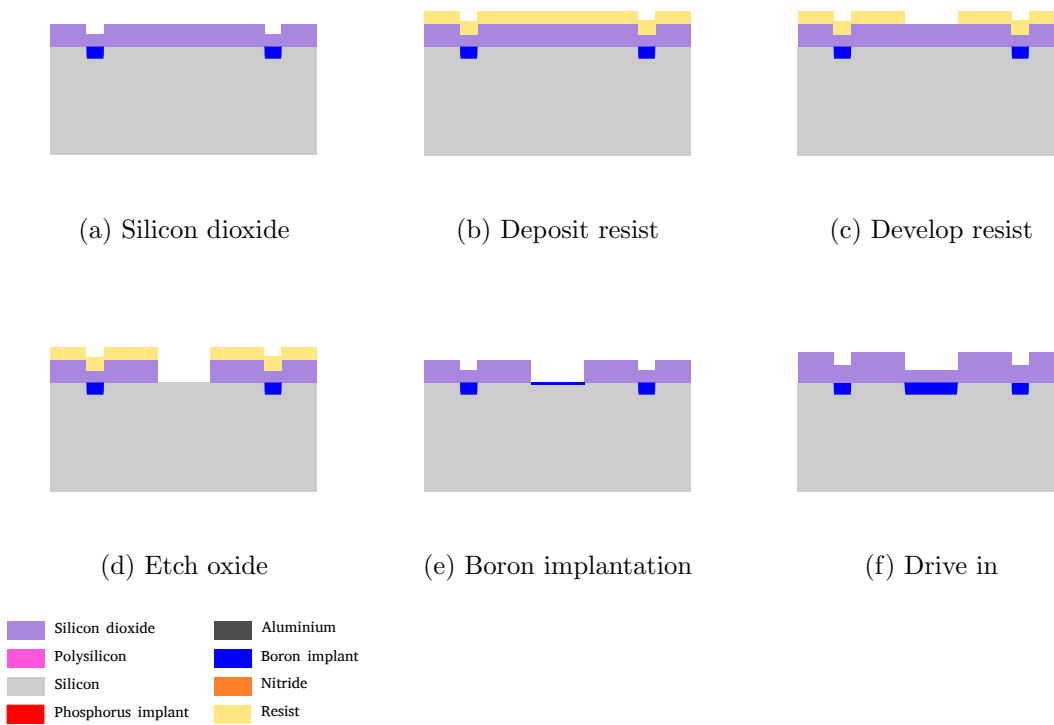 (a) Silicon dioxide
(b) Deposit resist
(c) Develop resist
(d) Etch oxide
(e) Boron implantation
(f) Drive in
Silicon dioxide
Aluminium
Polysilicon
Boron implant
Silicon
Nitride
Phosphorus implant
Resist